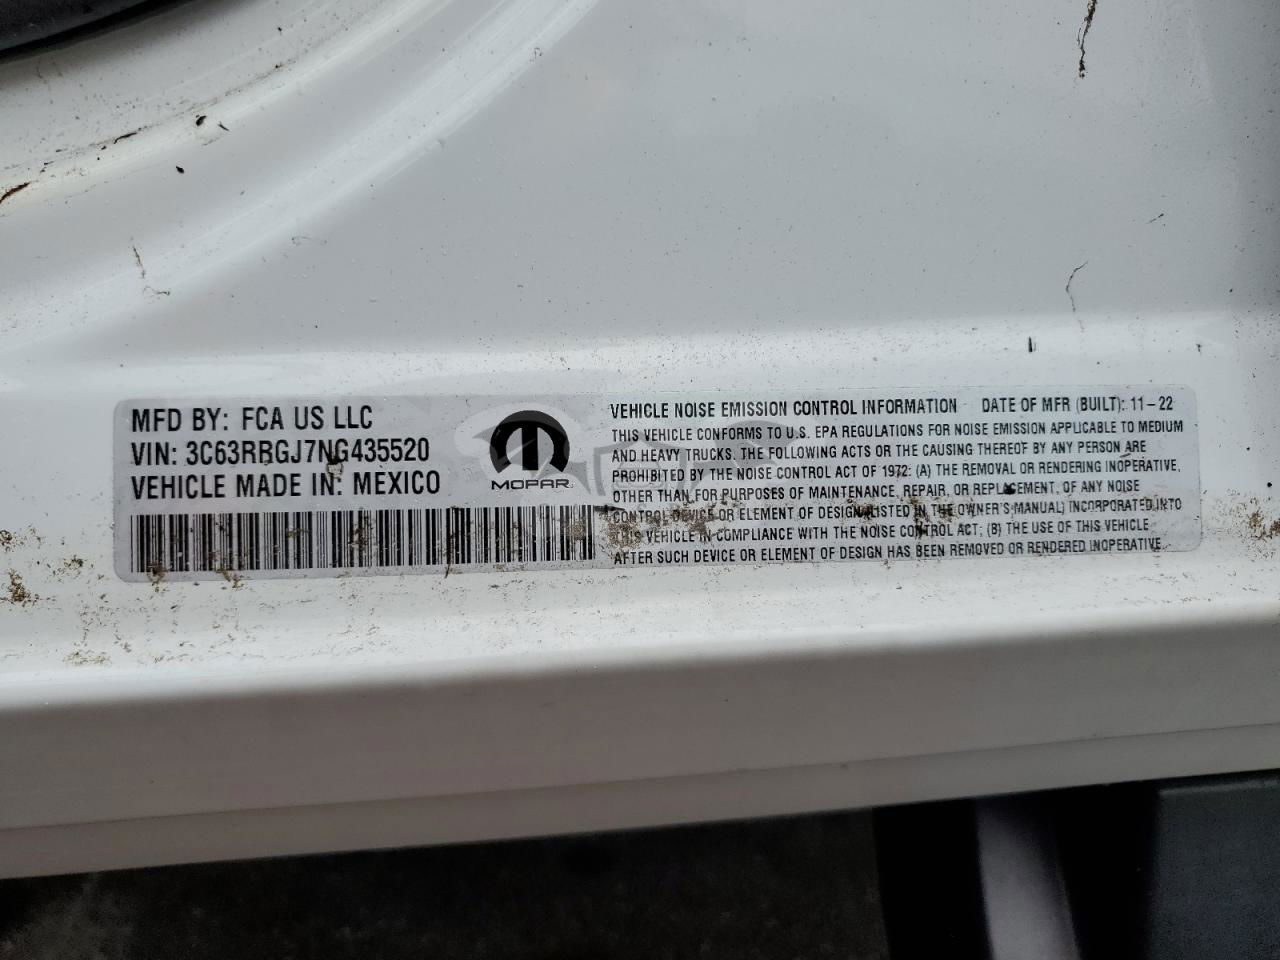 MFD BY: FCA US LLC
VIN: 3C63RRGJ7NG435520
VEHICLE MADE IN: MEXICO
MOPAR
VEHICLE NOISE EMISSION CONTROL INFORMATION DATE OF MFR (BUILT): 11-22
THIS VEHICLE CONFORMS TO U.S. EPA REGULATIONS FOR NOISE EMISSION APPLICABLE TO MEDIUM
AND HEAVY TRUCKS. THE FOLLOWING ACTS OR THE CAUSING THEREOF BY ANY PERSON ARE
PROHIBITED BY THE NOISE CONTROL ACT OF 1972: (A) THE REMOVAL OR RENDERING INOPERATIVE,
OTHER THAN FOR PURPOSES OF MAINTENANCE, REPAIR, OR REPLACEMENT, OF ANY NOISE
CONTROL DEVICE OR ELEMENT OF DESIGN (LISTED IN THE OWNER'S MANUAL) INCORPORATED INTO
THIS VEHICLE IN COMPLIANCE WITH THE NOISE CONTROL ACT; (B) THE USE OF THIS VEHICLE
AFTER SUCH DEVICE OR ELEMENT OF DESIGN HAS BEEN REMOVED OR RENDERED INOPERATIVE.